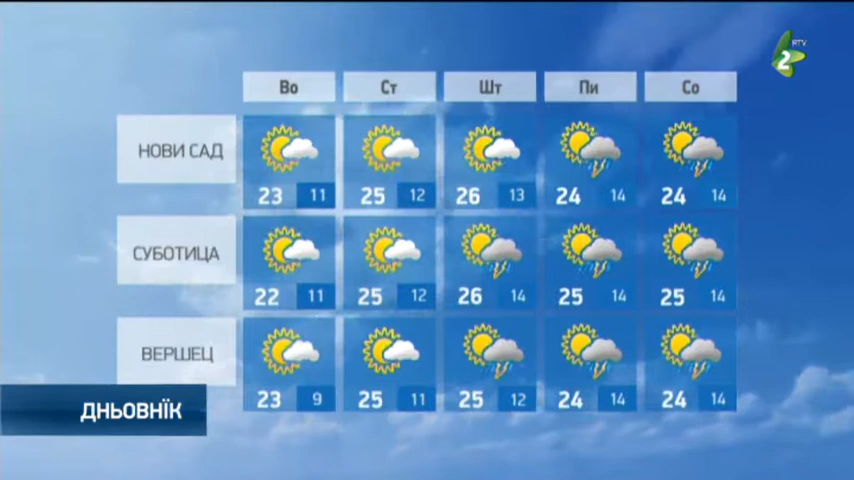 RTV
2
Во Ст Шт Пи Со
НОВИ САД
23 11 25 12 26 13 24 14 24 14
СУБОТИЦА
22 11 25 12 26 14 25 14 25 14
ВЕРШЕЦ
23 9 25 11 25 12 24 14 24 14
ДНЬОВНЇК